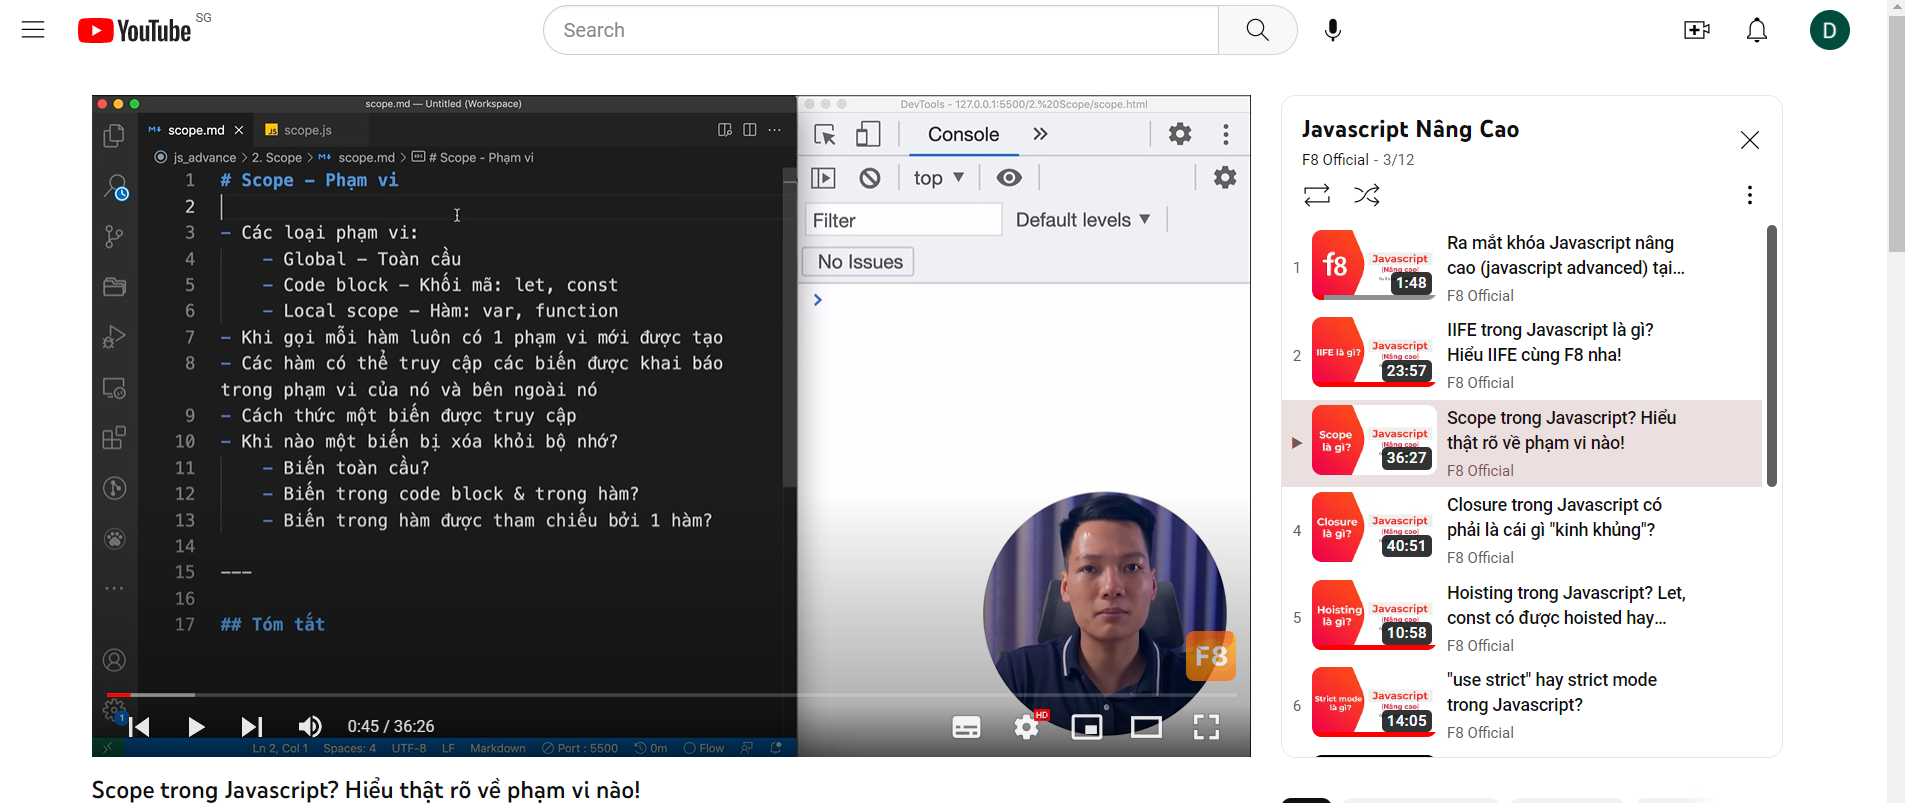 YouTube SG
Search
D
scope.md — Untitled (Workspace)
scope.md
JS scope.js
js_advance > 2. Scope > scope.md > # Scope - Phạm vi
1 # Scope - Phạm vi
2
3 - Các loại phạm vi:
4 - Global - Toàn cầu
5 - Code block - Khối mã: let, const
6 - Local scope - Hàm: var, function
7 - Khi gọi mỗi hàm luôn có 1 phạm vi mới được tạo
8 - Các hàm có thể truy cập các biến được khai báo
trong phạm vi của nó và bên ngoài nó
9 - Cách thức một biến được truy cập
10 - Khi nào một biến bị xóa khỏi bộ nhớ?
11 - Biến toàn cầu?
12 - Biến trong code block & trong hàm?
13 - Biến trong hàm được tham chiếu bởi 1 hàm?
14
15 ---
16
17 ## Tóm tắt
1
0:45 / 36:26
HD
Ln 2, Col 1 Spaces: 4 UTF-8 LF Markdown Port : 5500 0m Flow
DevTools - 127.0.0.1:5500/2.%20Scope/scope.html
Console
top
Filter
Default levels
No Issues
F8
Scope trong Javascript? Hiểu thật rõ về phạm vi nào!
Javascript Nâng Cao
F8 Official - 3/12
1
f8
Javascript
(Nâng cao)
1:48
Ra mắt khóa Javascript nâng
cao (javascript advanced) tại...
F8 Official
2
IIFE là gì?
Javascript
(Nâng cao)
23:57
IIFE trong Javascript là gì?
Hiểu IIFE cùng F8 nha!
F8 Official
Scope
là gì?
Javascript
(Nâng cao)
36:27
Scope trong Javascript? Hiểu
thật rõ về phạm vi nào!
F8 Official
4
Closure
là gì?
Javascript
(Nâng cao)
40:51
Closure trong Javascript có
phải là cái gì "kinh khủng"?
F8 Official
5
Hoisting
là gì?
Javascript
(Nâng cao)
10:58
Hoisting trong Javascript? Let,
const có được hoisted hay...
F8 Official
6
Strict mode
là gì?
Javascript
(Nâng cao)
14:05
"use strict" hay strict mode
trong Javascript?
F8 Official